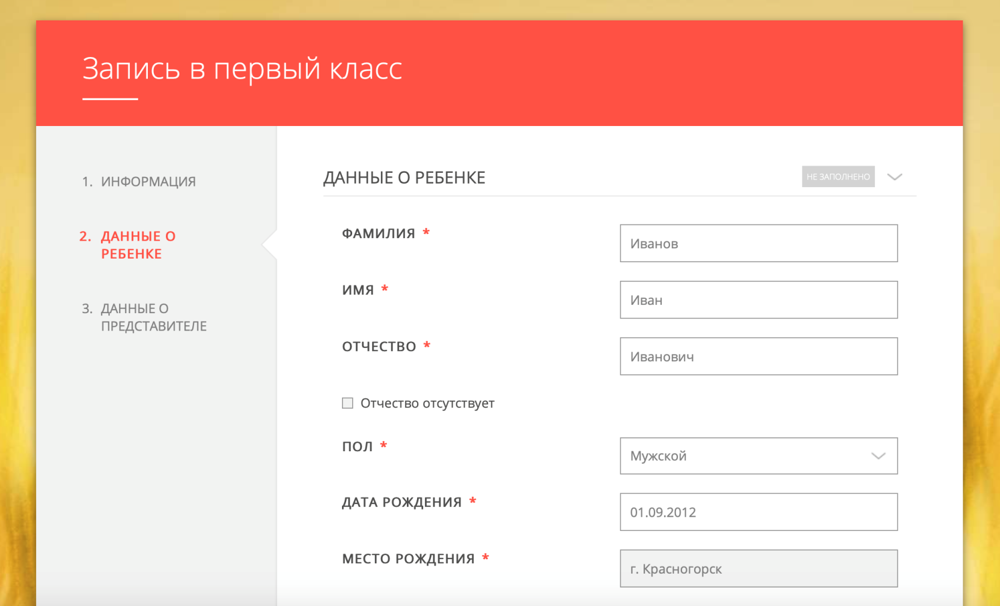 Запись в первый класс
1. ИНФОРМАЦИЯ
2. ДАННЫЕ О
РЕБЕНКЕ
3. ДАННЫЕ О
ПРЕДСТАВИТЕЛЕ
ДАННЫЕ О РЕБЕНКЕ
НЕ ЗАПОЛНЕНО
ФАМИЛИЯ *
Иванов
ИМЯ *
Иван
ОТЧЕСТВО *
Иванович
Отчество отсутствует
ПОЛ *
Мужской
ДАТА РОЖДЕНИЯ *
01.09.2012
МЕСТО РОЖДЕНИЯ *
г. Красногорск